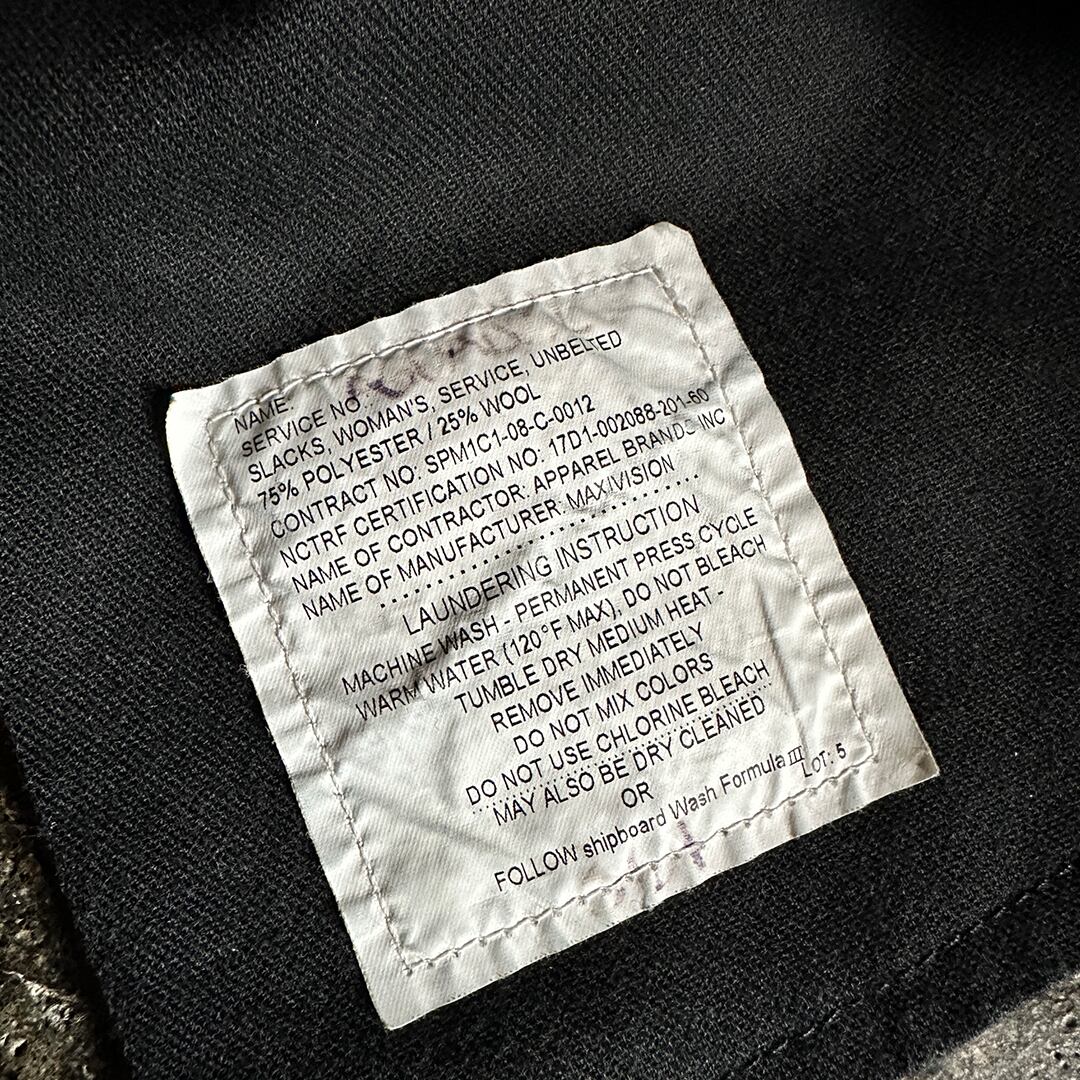 NAME:
SERVICE NO
SLACKS, WOMAN'S, SERVICE, UNBELTED
75% POLYESTER / 25% WOOL
CONTRACT NO: SPM1C1-08-C-0012
NCTRF CERTIFICATION NO: 17D1-002088-201-60
NAME OF CONTRACTOR: APPAREL BRANDS INC
NAME OF MANUFACTURER: MAXIVISION
LAUNDERING INSTRUCTION
MACHINE WASH - PERMANENT PRESS CYCLE
WARM WATER (120°F MAX), DO NOT BLEACH
TUMBLE DRY MEDIUM HEAT -
REMOVE IMMEDIATELY
DO NOT MIX COLORS
DO NOT USE CHLORINE BLEACH
MAY ALSO BE DRY CLEANED
OR
FOLLOW shipboard Wash Formula III
LOT: 5